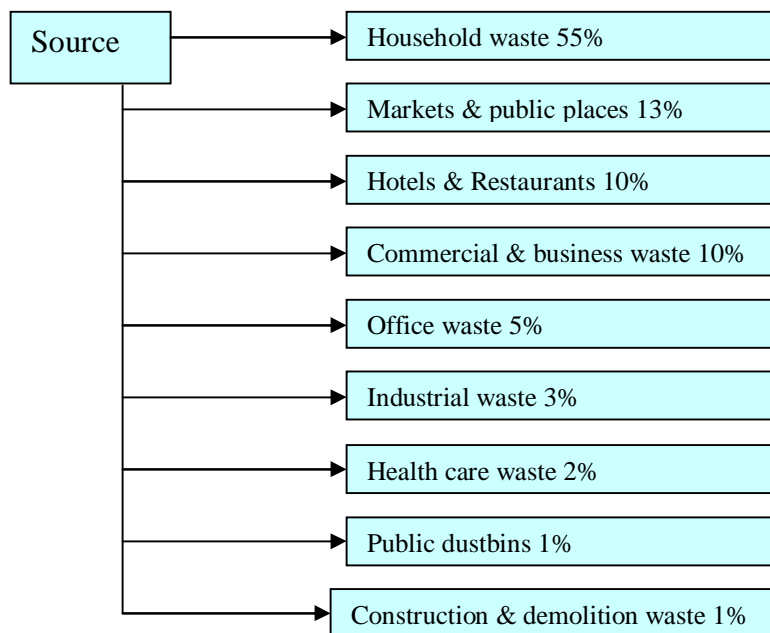 Source
Household waste 55%
Markets & public places 13%
Hotels & Restaurants 10%
Commercial & business waste 10%
Office waste 5%
Industrial waste 3%
Health care waste 2%
Public dustbins 1%
Construction & demolition waste 1%